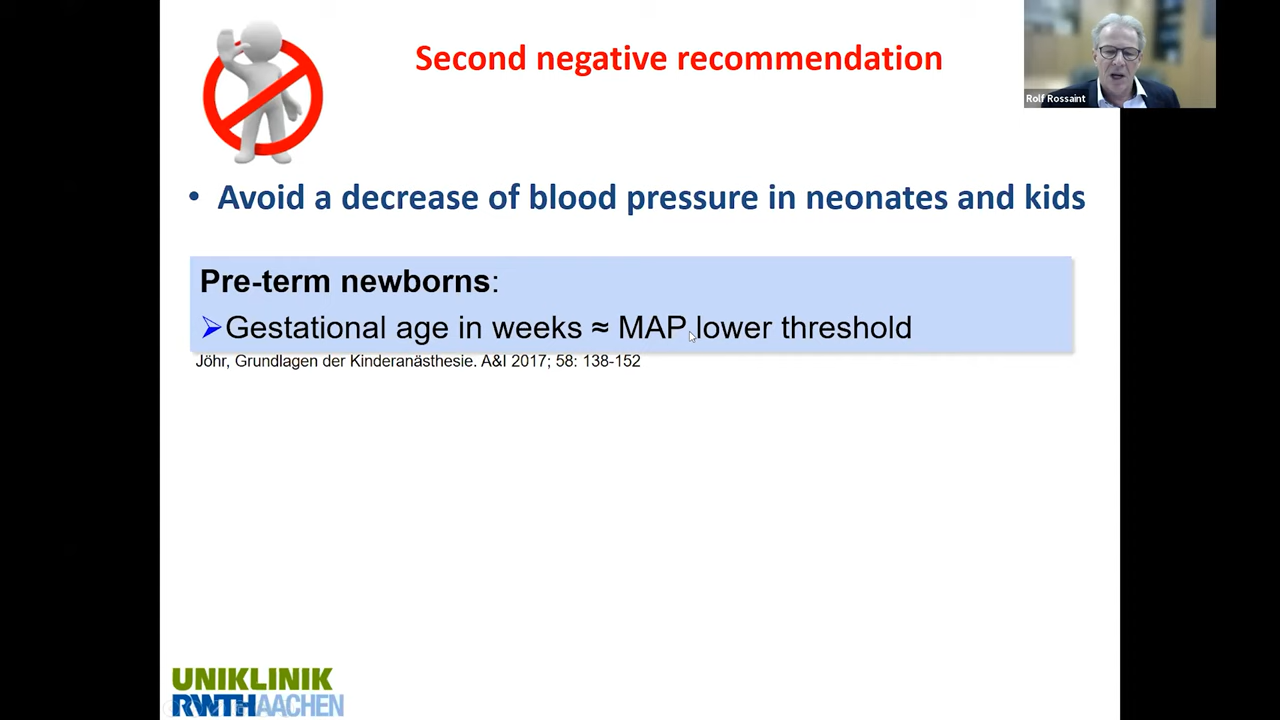 Second negative recommendation
Rolf Rossaint
• Avoid a decrease of blood pressure in neonates and kids
Pre-term newborns:
➢Gestational age in weeks ≈ MAP lower threshold
Jöhr, Grundlagen der Kinderanästhesie. A&I 2017; 58: 138-152
UNIKLINIK
RWTHAACHEN